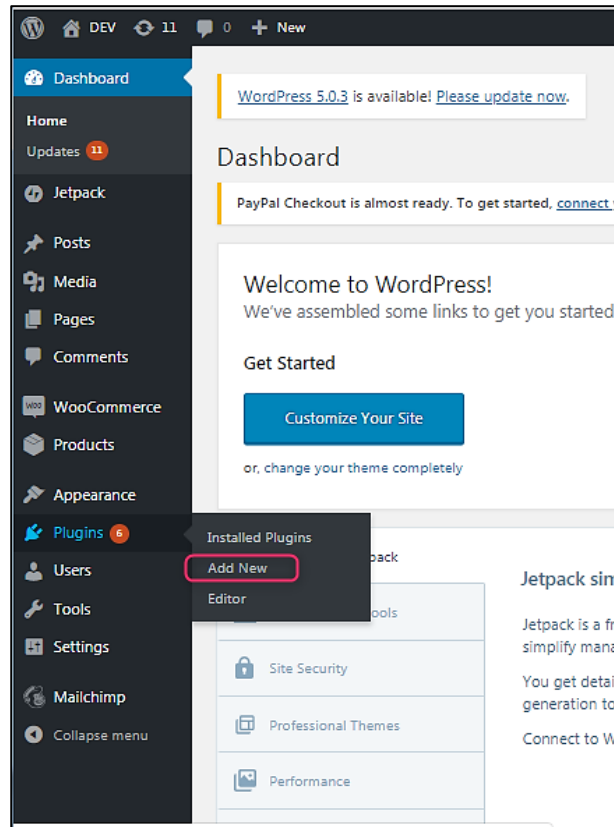 DEV 11 0 + New
Dashboard
Home
Updates 11
Jetpack
Posts
Media
Pages
Comments
WOO WooCommerce
Products
Appearance
Plugins 6
Users
Tools
Settings
Mailchimp
Collapse menu
Installed Plugins
Add New
Editor
WordPress 5.0.3 is available! Please update now.
Dashboard
PayPal Checkout is almost ready. To get started, connect
Welcome to WordPress!
We've assembled some links to get you started
Get Started
Customize Your Site
or, change your theme completely
Site Security
Professional Themes
Performance
Jetpack
Jetpack is a
You get
generation to
Connect to